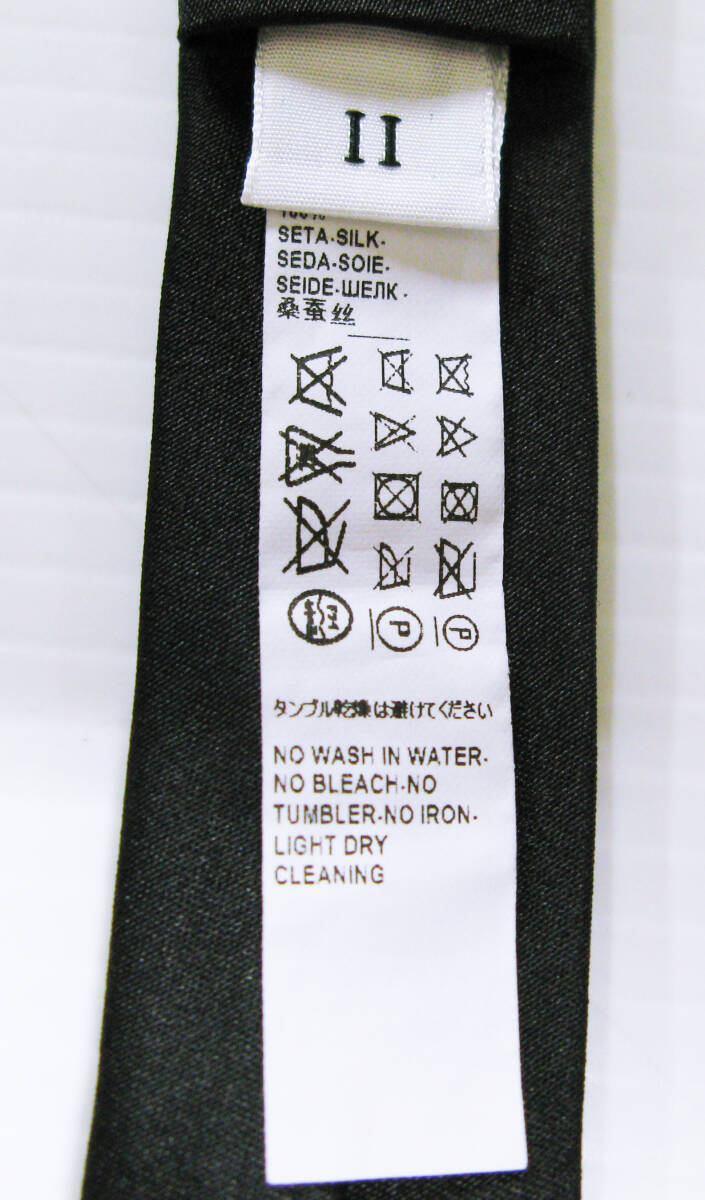 II
100%
SETA-SILK-
SEDA-SOIE-
SEIDE-ШЕЛК-
桑蚕丝
P P
タンブル乾燥は避けてください
NO WASH IN WATER-
NO BLEACH-NO
TUMBLER-NO IRON-
LIGHT DRY
CLEANING